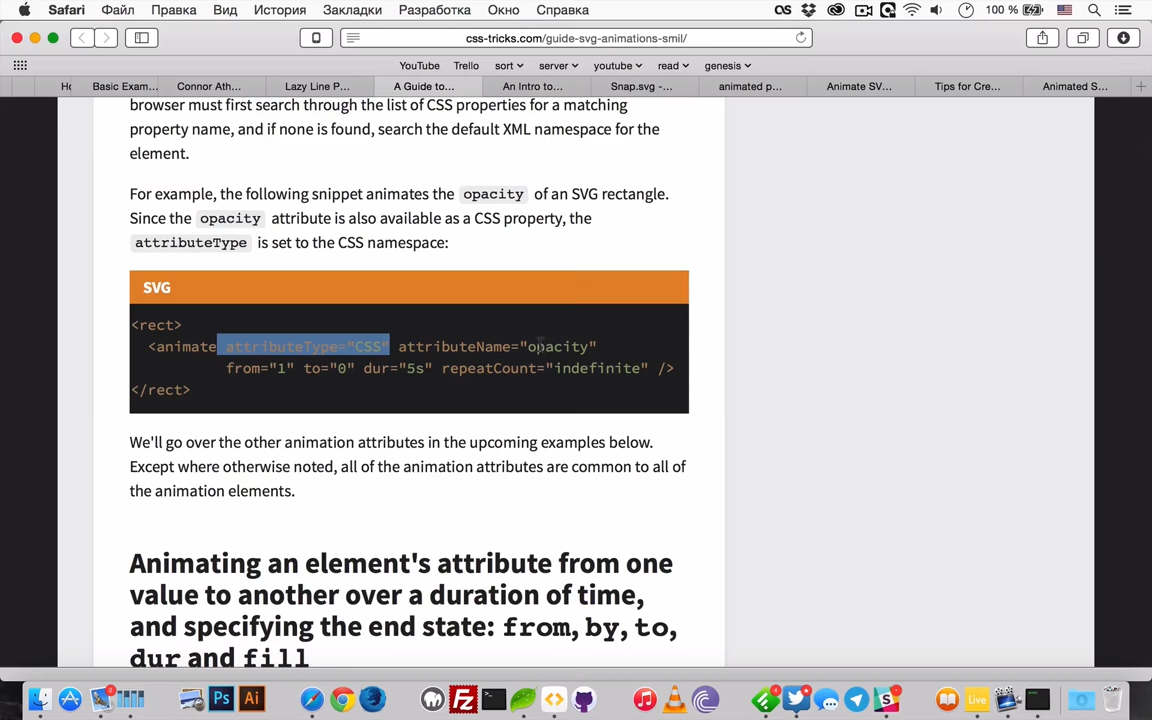 Safari Файл Правка Вид История Закладки Разработка Окно Справка
100 %
css-tricks.com/guide-svg-animations-smil/
YouTube Trello sort server youtube read genesis
Basic Exam... Connor Ath... Lazy Line P... A Guide to... An Intro to... Snap.svg -... animated p... Animate SV... Tips for Cre... Animated S...
browser must first search through the list of CSS properties for a matching
property name, and if none is found, search the default XML namespace for the
element.
For example, the following snippet animates the opacity of an SVG rectangle.
Since the opacity attribute is also available as a CSS property, the
attributeType is set to the CSS namespace:
SVG
<rect>
<animate attributeType="CSS" attributeName="opacity"
from="1" to="0" dur="5s" repeatCount="indefinite" />
</rect>
We'll go over the other animation attributes in the upcoming examples below.
Except where otherwise noted, all of the animation attributes are common to all of
the animation elements.
Animating an element's attribute from one
value to another over a duration of time,
and specifying the end state: from, by, to,
dur and fill